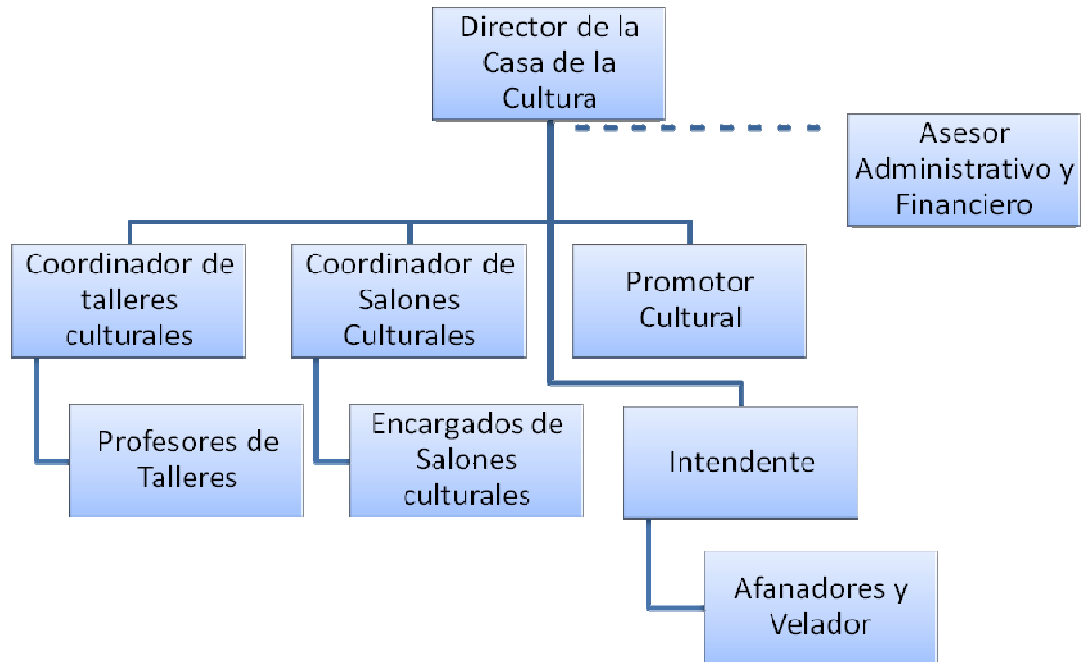 Director de la
Casa de la
Cultura
Asesor
Administrativo y
Financiero
Coordinador de
talleres
culturales
Coordinador de
Salones
Culturales
Promotor
Cultural
Profesores de
Talleres
Encargados de
Salones
culturales
Intendente
Afanadores y
Velador